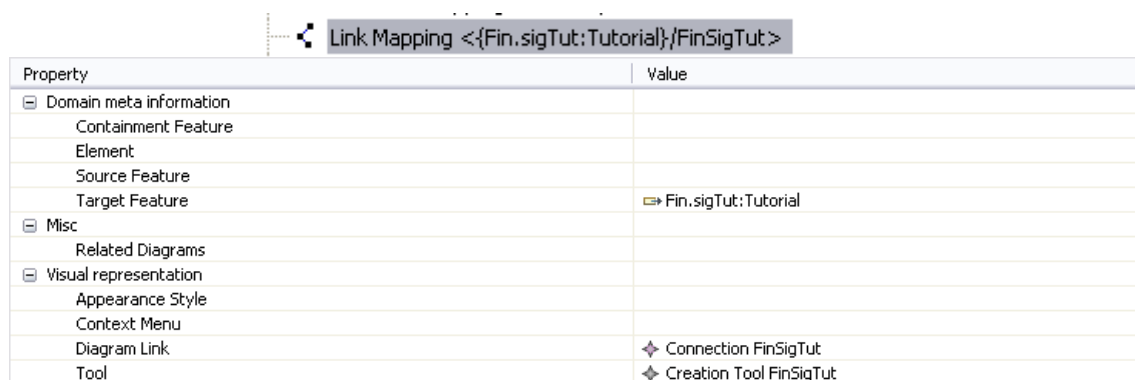 Link Mapping <{Fin.sigTut:Tutorial}/FinSigTut>
Property Value
Domain meta information
Containment Feature
Element
Source Feature
Target Feature Fin.sigTut:Tutorial
Misc
Related Diagrams
Visual representation
Appearance Style
Context Menu
Diagram Link Connection FinSigTut
Tool Creation Tool FinSigTut